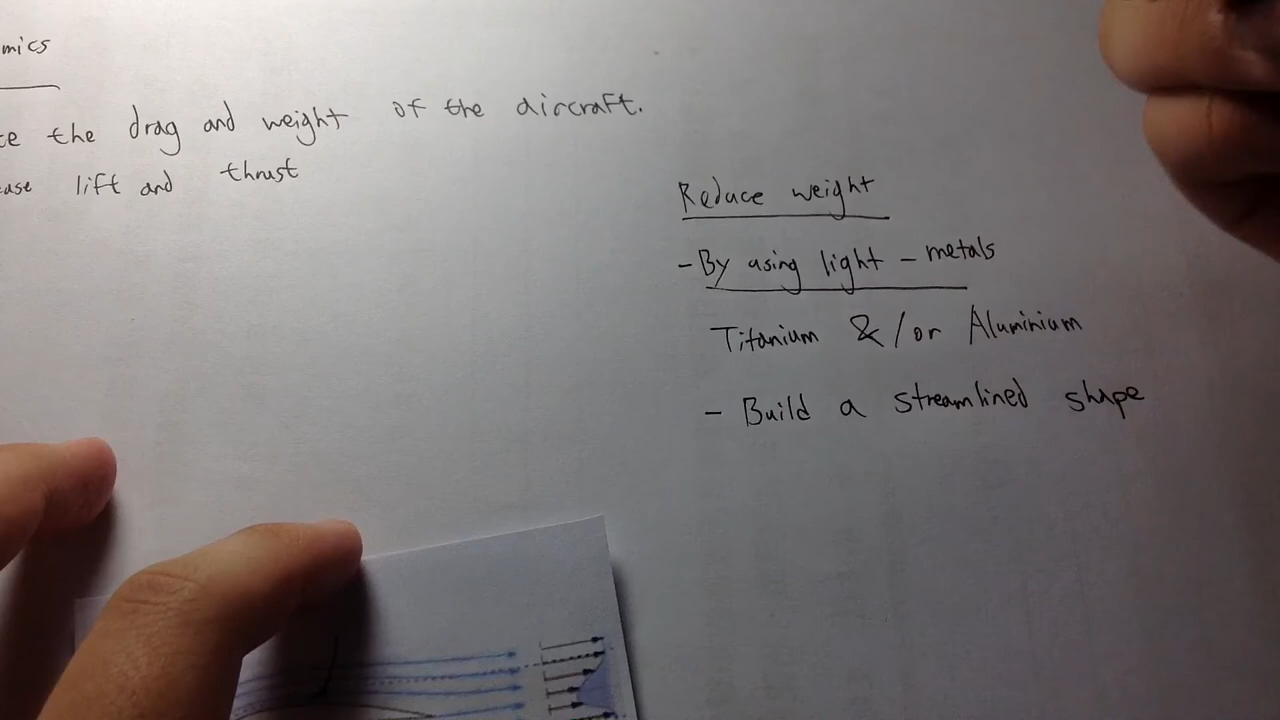 mics
the drag and weight of the aircraft.
lift and thrust
Reduce weight
- By using light - metals
Titanium &/or Aluminium
- Build a streamlined shape